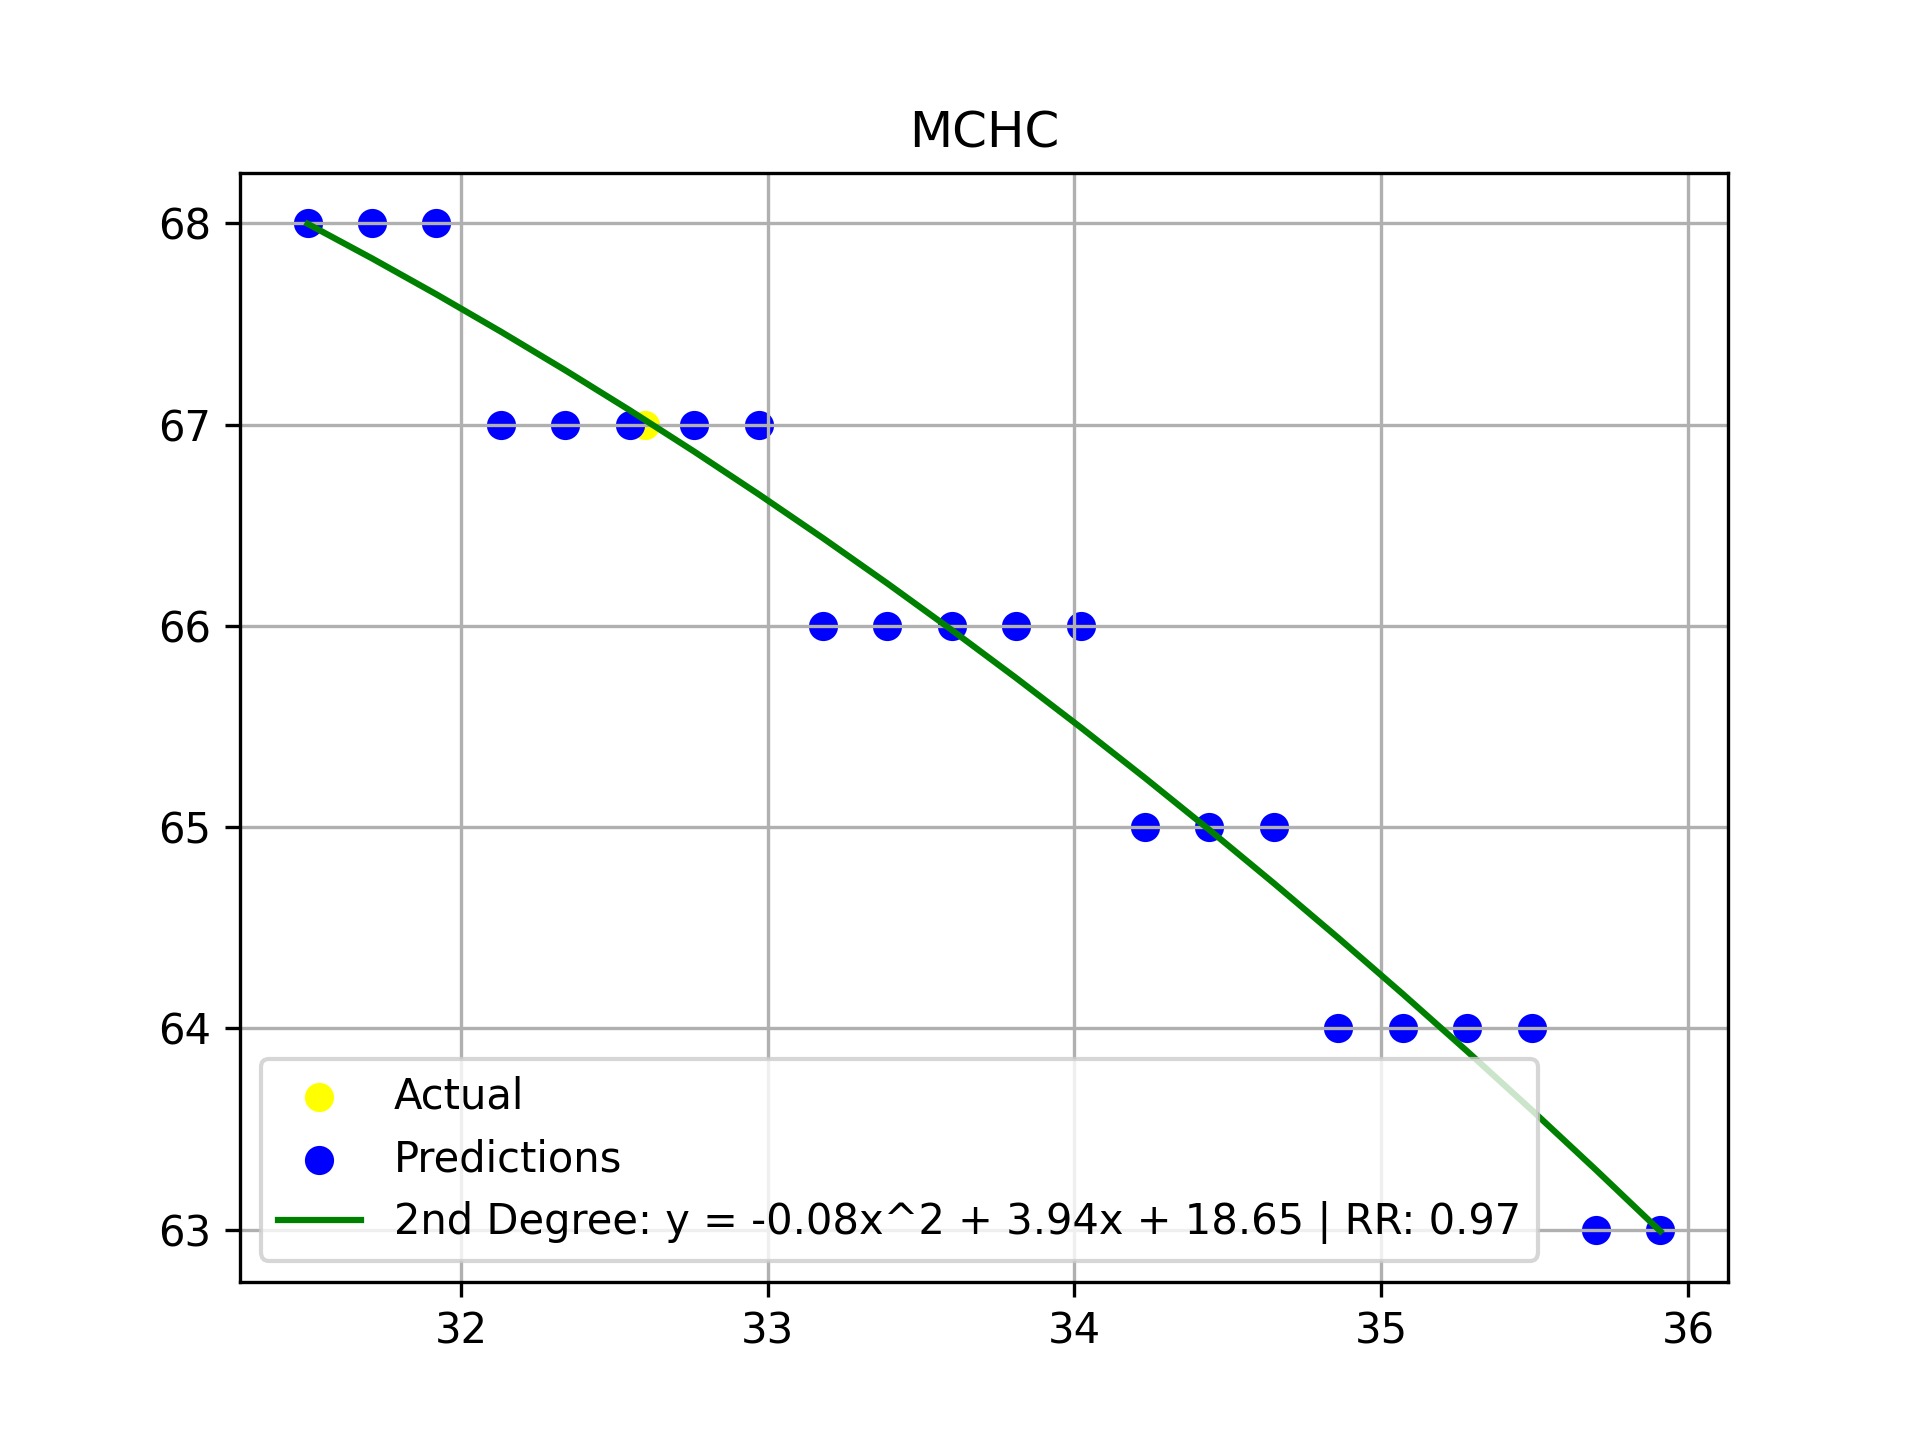 MCHC
68
67
66
65
64
63
Actual
Predictions
2nd Degree: y = -0.08x^2 + 3.94x + 18.65 | RR: 0.97
32 33 34 35 36